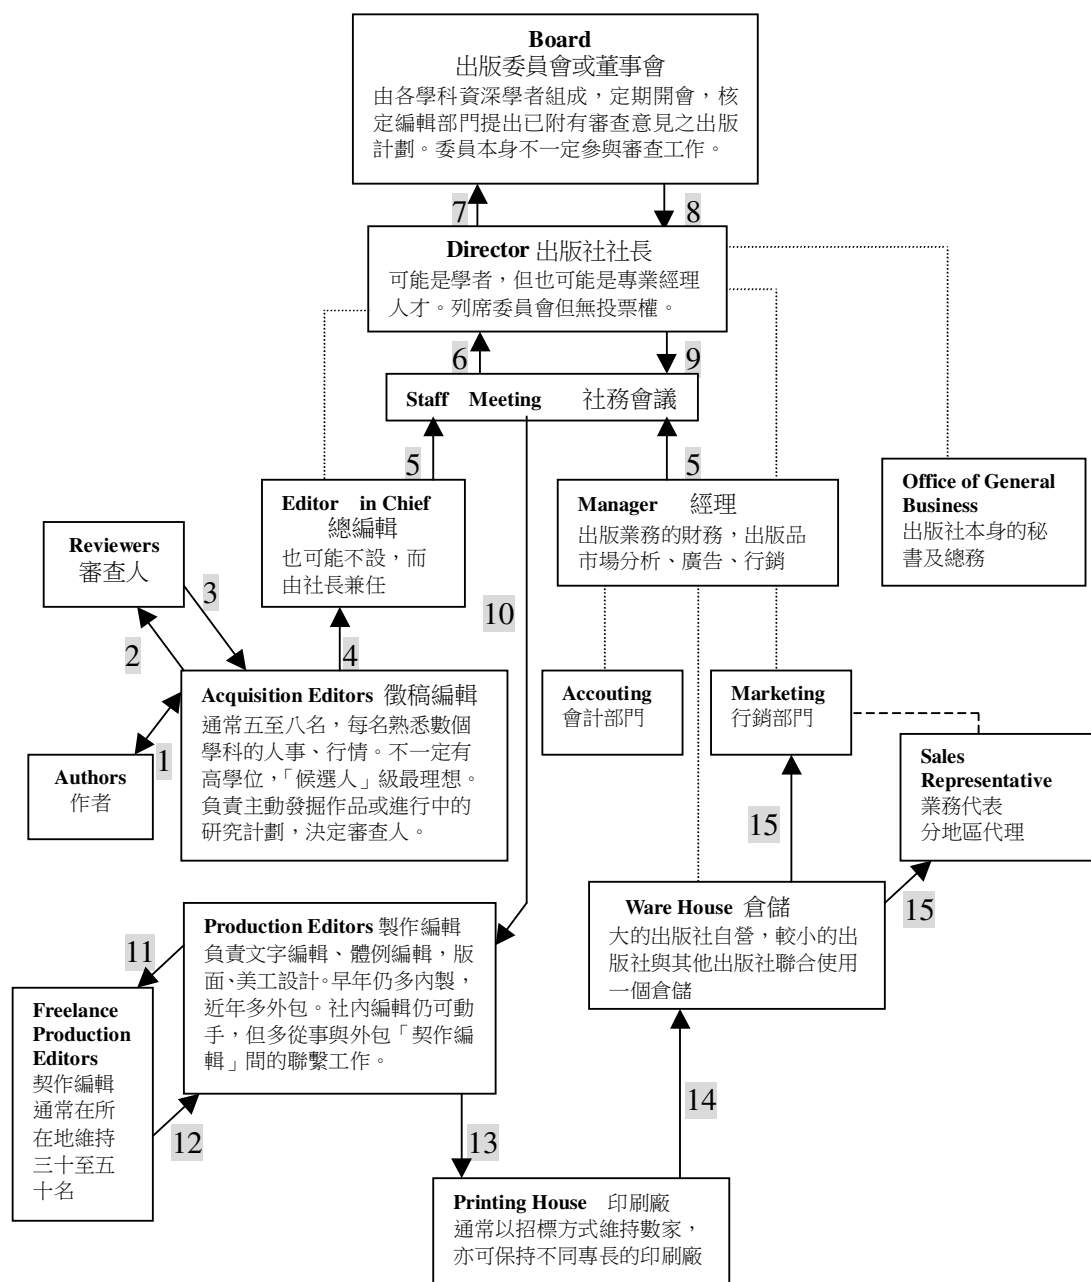 Board
出版委員會或董事會
由各學科資深學者組成，定期開會，核
定編輯部門提出已附有審查意見之出版
計劃。委員本身不一定參與審查工作。
7
8
Director 出版社社長
可能是學者，但也可能是專業經理
人才。列席委員會但無投票權。
6
9
Staff Meeting 社務會議
5
5
Editor in Chief
總編輯
也可能不設，而
由社長兼任
Manager 經理
出版業務的財務，出版品
市場分析、廣告、行銷
Office of General
Business
出版社本身的秘
書及總務
Reviewers
審查人
3
10
2
4
Acquisition Editors 徵稿編輯
通常五至八名，每名熟悉數個
學科的人事、行情。不一定有
高學位，「候選人」級最理想。
負責主動發掘作品或進行中的
研究計劃，決定審查人。
Accouting
會計部門
Marketing
行銷部門
1
Authors
作者
Sales
Representative
業務代表
分地區代理
15
15
Ware House 倉儲
大的出版社自營，較小的出
版社與其他出版社聯合使用
一個倉儲
Production Editors 製作編輯
負責文字編輯、體例編輯，版
面、美工設計。早年仍多內製，
近年多外包。社內編輯仍可動
手，但多從事與外包「契作編
輯」間的聯繫工作。
11
Freelance
Production
Editors
契作編輯
通常在所
在地維持
三十至五
十名
12
13
14
Printing House 印刷廠
通常以招標方式維持數家，
亦可保持不同專長的印刷廠